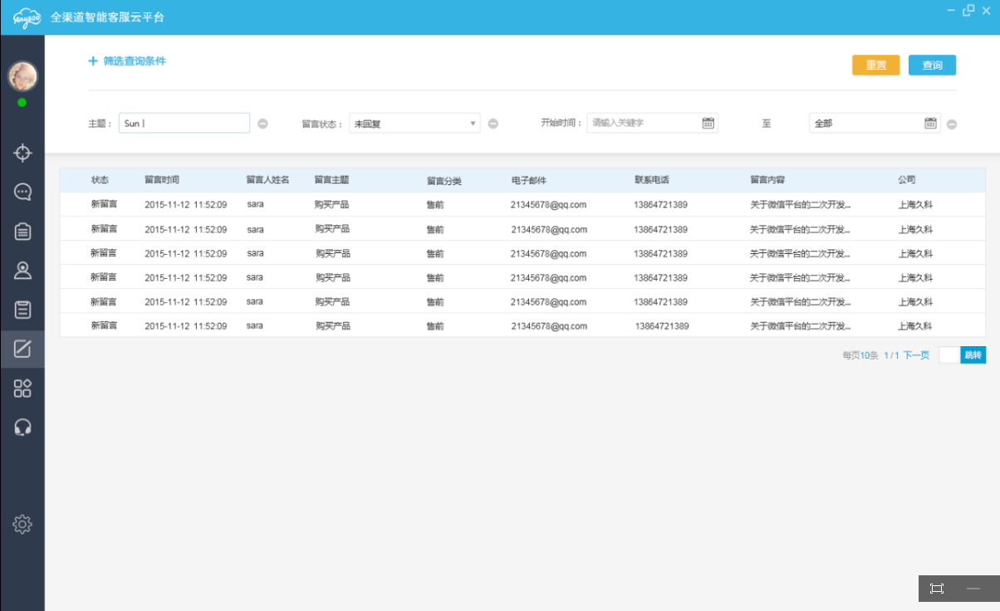 Any800 全渠道智能客服云平台
+ 筛选查询条件 重置 查询
主题： Sun 留言状态： 未回复 开始时间： 请输入关键字 至 全部
状态 留言时间 留言人姓名 留言主题 留言分类 电子邮件 联系电话 留言内容 公司
新留言 2015-11-12 11:52:09 sara 购买产品 售前 21345678@qq.com 13864721389 关于微信平台的二次开发... 上海久科
新留言 2015-11-12 11:52:09 sara 购买产品 售前 21345678@qq.com 13864721389 关于微信平台的二次开发... 上海久科
新留言 2015-11-12 11:52:09 sara 购买产品 售前 21345678@qq.com 13864721389 关于微信平台的二次开发... 上海久科
新留言 2015-11-12 11:52:09 sara 购买产品 售前 21345678@qq.com 13864721389 关于微信平台的二次开发... 上海久科
新留言 2015-11-12 11:52:09 sara 购买产品 售前 21345678@qq.com 13864721389 关于微信平台的二次开发... 上海久科
新留言 2015-11-12 11:52:09 sara 购买产品 售前 21345678@qq.com 13864721389 关于微信平台的二次开发... 上海久科
每页10条 1/1 下一页 跳转